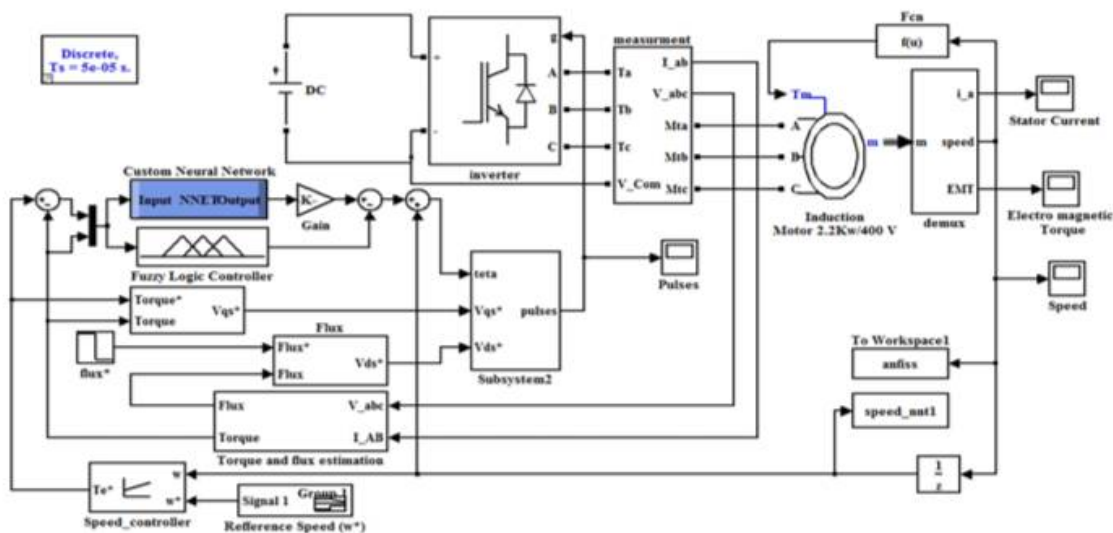 Discrete,
Ts = 5e-05 s.
DC
+
-
g
A
B
C
inverter
measurment
Ta
Tb
Tc
V_Com
I_ab
V_abc
Mta
Mtb
Mtc
Fcn
f(u)
Tm
A
B
C
m
Induction
Motor 2.2Kw/400 V
m
i_a
speed
EMT
demux
Stator Current
Electro magnetic
Torque
Speed
Custom Neural Network
Input NNET Output
K-
Gain
Fuzzy Logic Controller
Torque*
Torque
Vqs*
flux*
Flux
Flux*
Flux
Vds*
teta
Vqs*
Vds*
pulses
Subsystem2
Pulses
To Workspace1
anfiss
speed_nnt1
Flux
Torque
V_abc
I_AB
Torque and flux estimation
1
z
Te*
w
w*
Speed_controller
Group 1
Signal 1
Refference Speed (w*)